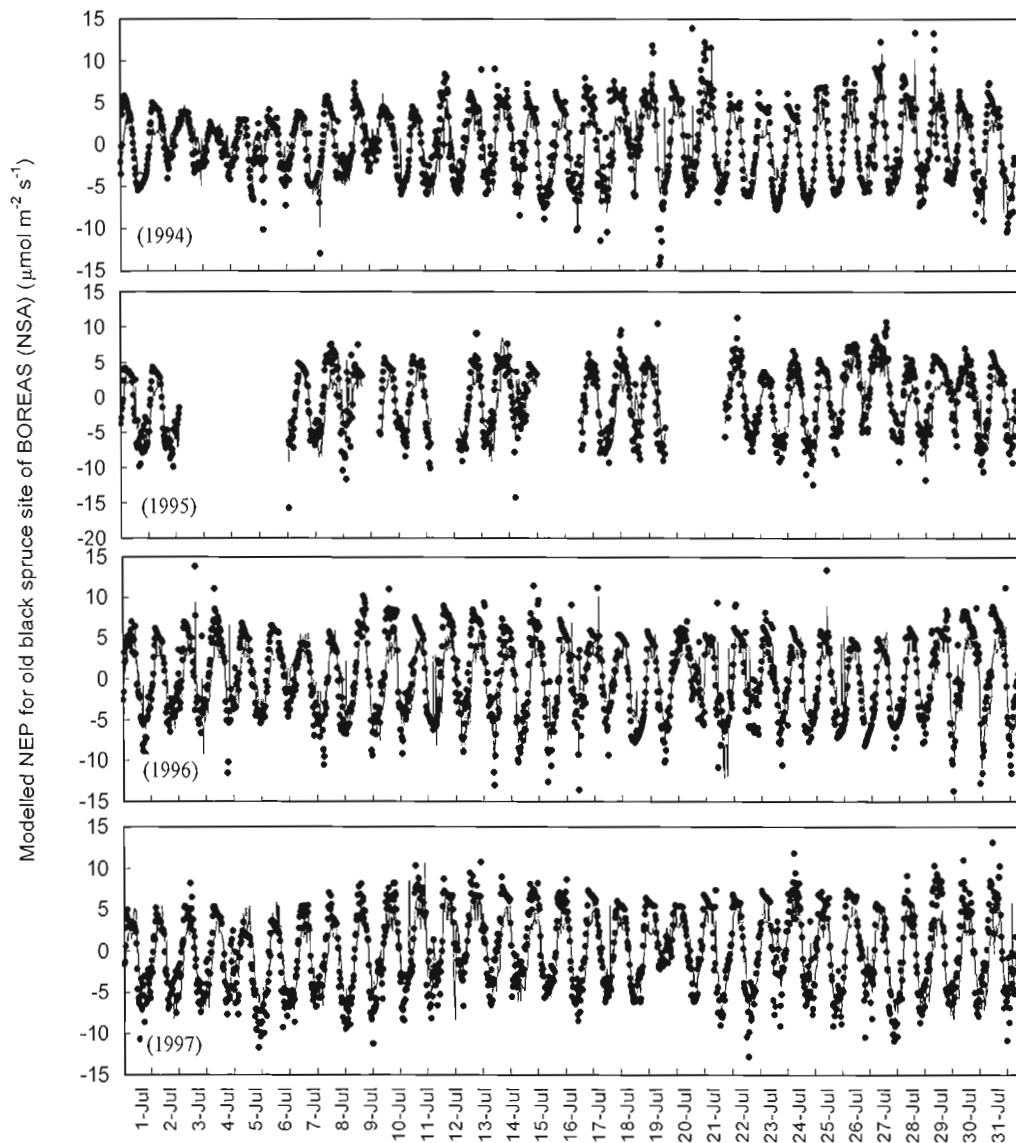 Modelled NEP for old black spruce site of BOREAS (NSA) (μmol m⁻² s⁻¹)
15
10
5
0
-5
-10
-15
(1994)
15
10
5
0
-5
-10
-15
-20
(1995)
15
10
5
0
-5
-10
-15
(1996)
15
10
5
0
-5
-10
-15
(1997)
1-Jul
2-Jul
3-Jul
4-Jul
5-Jul
6-Jul
7-Jul
8-Jul
9-Jul
10-Jul
11-Jul
12-Jul
13-Jul
14-Jul
15-Jul
16-Jul
17-Jul
18-Jul
19-Jul
20-Jul
21-Jul
22-Jul
23-Jul
24-Jul
25-Jul
26-Jul
27-Jul
28-Jul
29-Jul
30-Jul
31-Jul